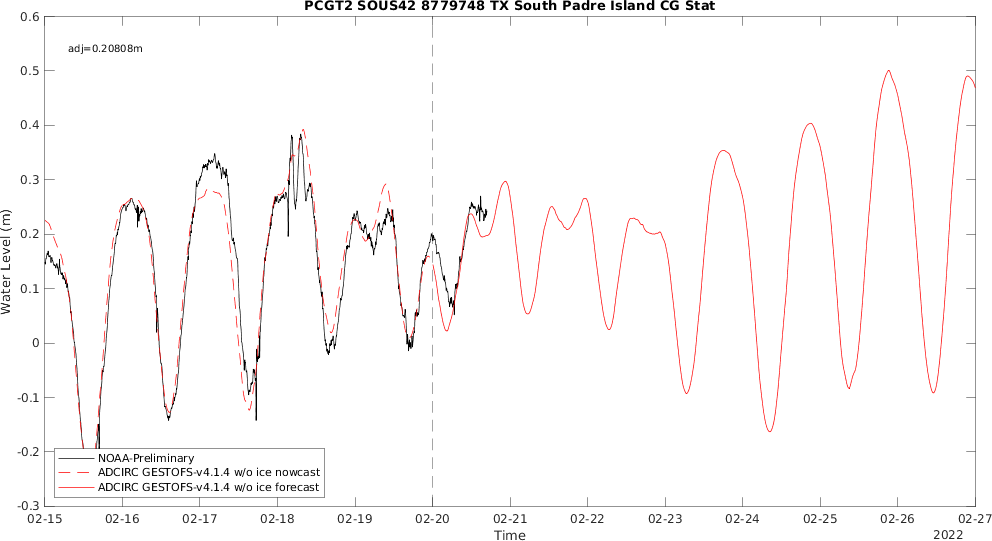 PCGT2 SOUS42 8779748 TX South Padre Island CG Stat
0.6
adj=0.20808m
0.5
0.4
0.3
0.2
0.1
0
-0.1
-0.2
-0.3
Water Level (m)
NOAA-Preliminary
ADCIRC GESTOFS-v4.1.4 w/o ice nowcast
ADCIRC GESTOFS-v4.1.4 w/o ice forecast
02-15 02-16 02-17 02-18 02-19 02-20 02-21 02-22 02-23 02-24 02-25 02-26 02-27
Time
2022